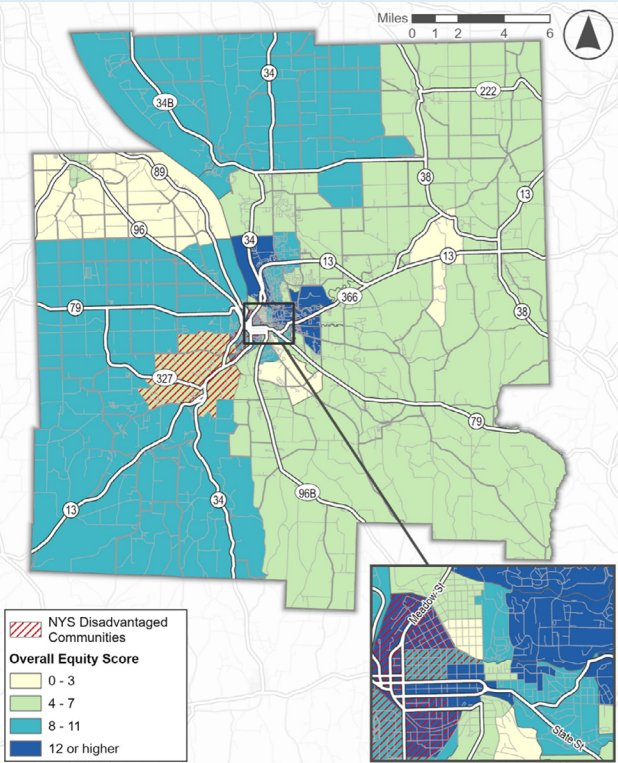 Miles
0 1 2 4 6
34
222
34B
89
38
13
96
34
13
13
366
79
38
327
79
34
13
96B
Meadow St
State St
NYS Disadvantaged
Communities
Overall Equity Score
0 - 3
4 - 7
8 - 11
12 or higher